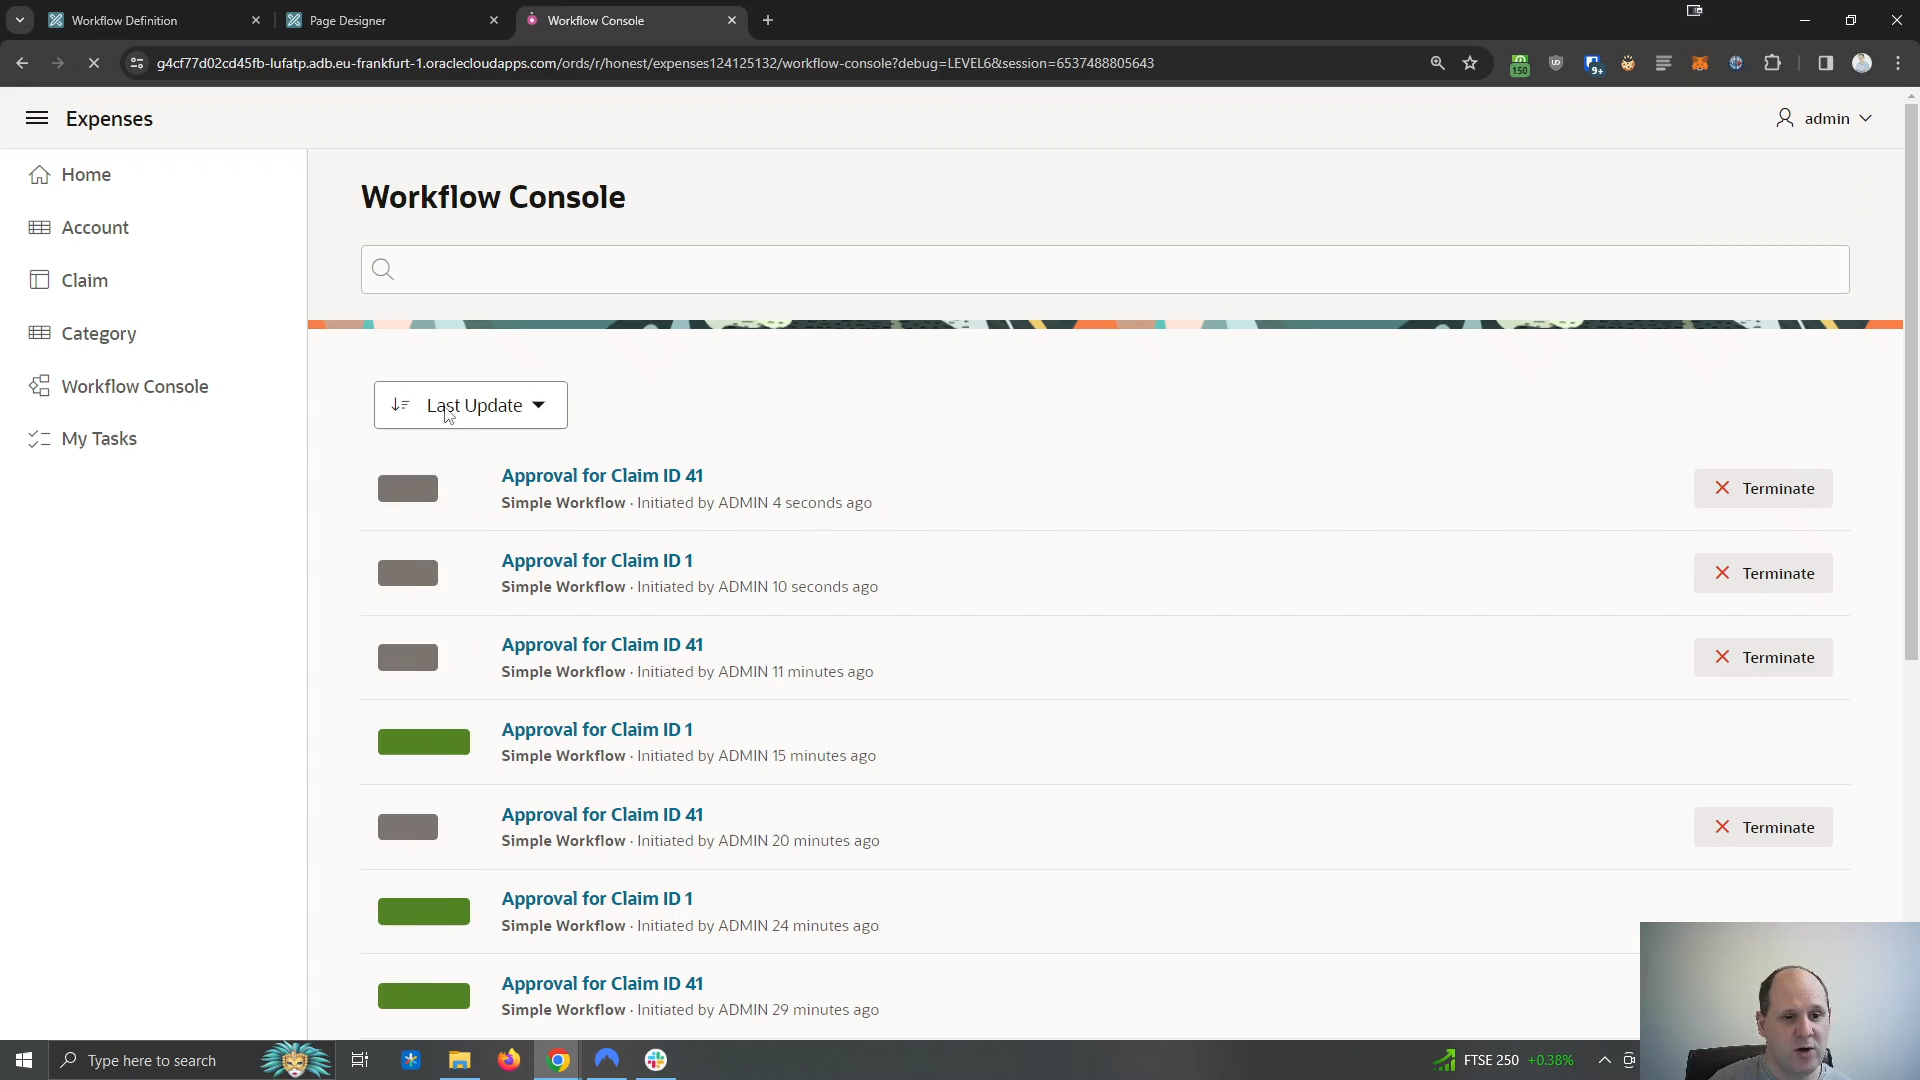 Workflow Definition
Page Designer
Workflow Console
g4cf77d02cd45fb-lufatp.adb.eu-frankfurt-1.oraclecloudapps.com/ords/r/honest/expenses124125132/workflow-console?debug=LEVEL6&session=6537488805643
150
9+
Expenses
admin
Home
Account
Claim
Category
Workflow Console
My Tasks
Workflow Console
Last Update
Approval for Claim ID 41
Simple Workflow · Initiated by ADMIN 4 seconds ago
Terminate
Approval for Claim ID 1
Simple Workflow · Initiated by ADMIN 10 seconds ago
Terminate
Approval for Claim ID 41
Simple Workflow · Initiated by ADMIN 11 minutes ago
Terminate
Approval for Claim ID 1
Simple Workflow · Initiated by ADMIN 15 minutes ago
Approval for Claim ID 41
Simple Workflow · Initiated by ADMIN 20 minutes ago
Terminate
Approval for Claim ID 1
Simple Workflow · Initiated by ADMIN 24 minutes ago
Approval for Claim ID 41
Simple Workflow · Initiated by ADMIN 29 minutes ago
Type here to search
FTSE 250 +0.38%